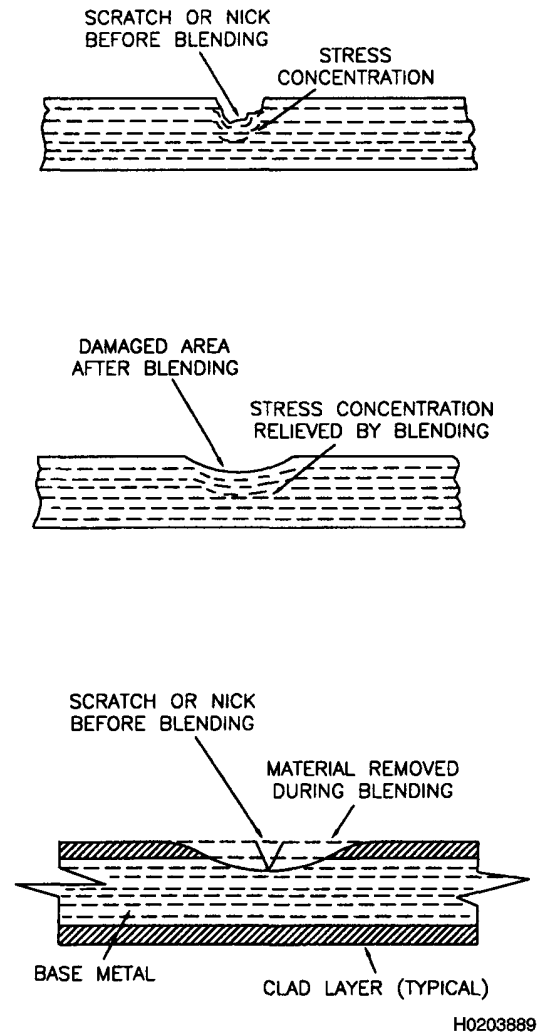 SCRATCH OR NICK
BEFORE BLENDING
STRESS
CONCENTRATION
DAMAGED AREA
AFTER BLENDING
STRESS CONCENTRATION
RELIEVED BY BLENDING
SCRATCH OR NICK
BEFORE BLENDING
MATERIAL REMOVED
DURING BLENDING
BASE METAL
CLAD LAYER (TYPICAL)
H0203889